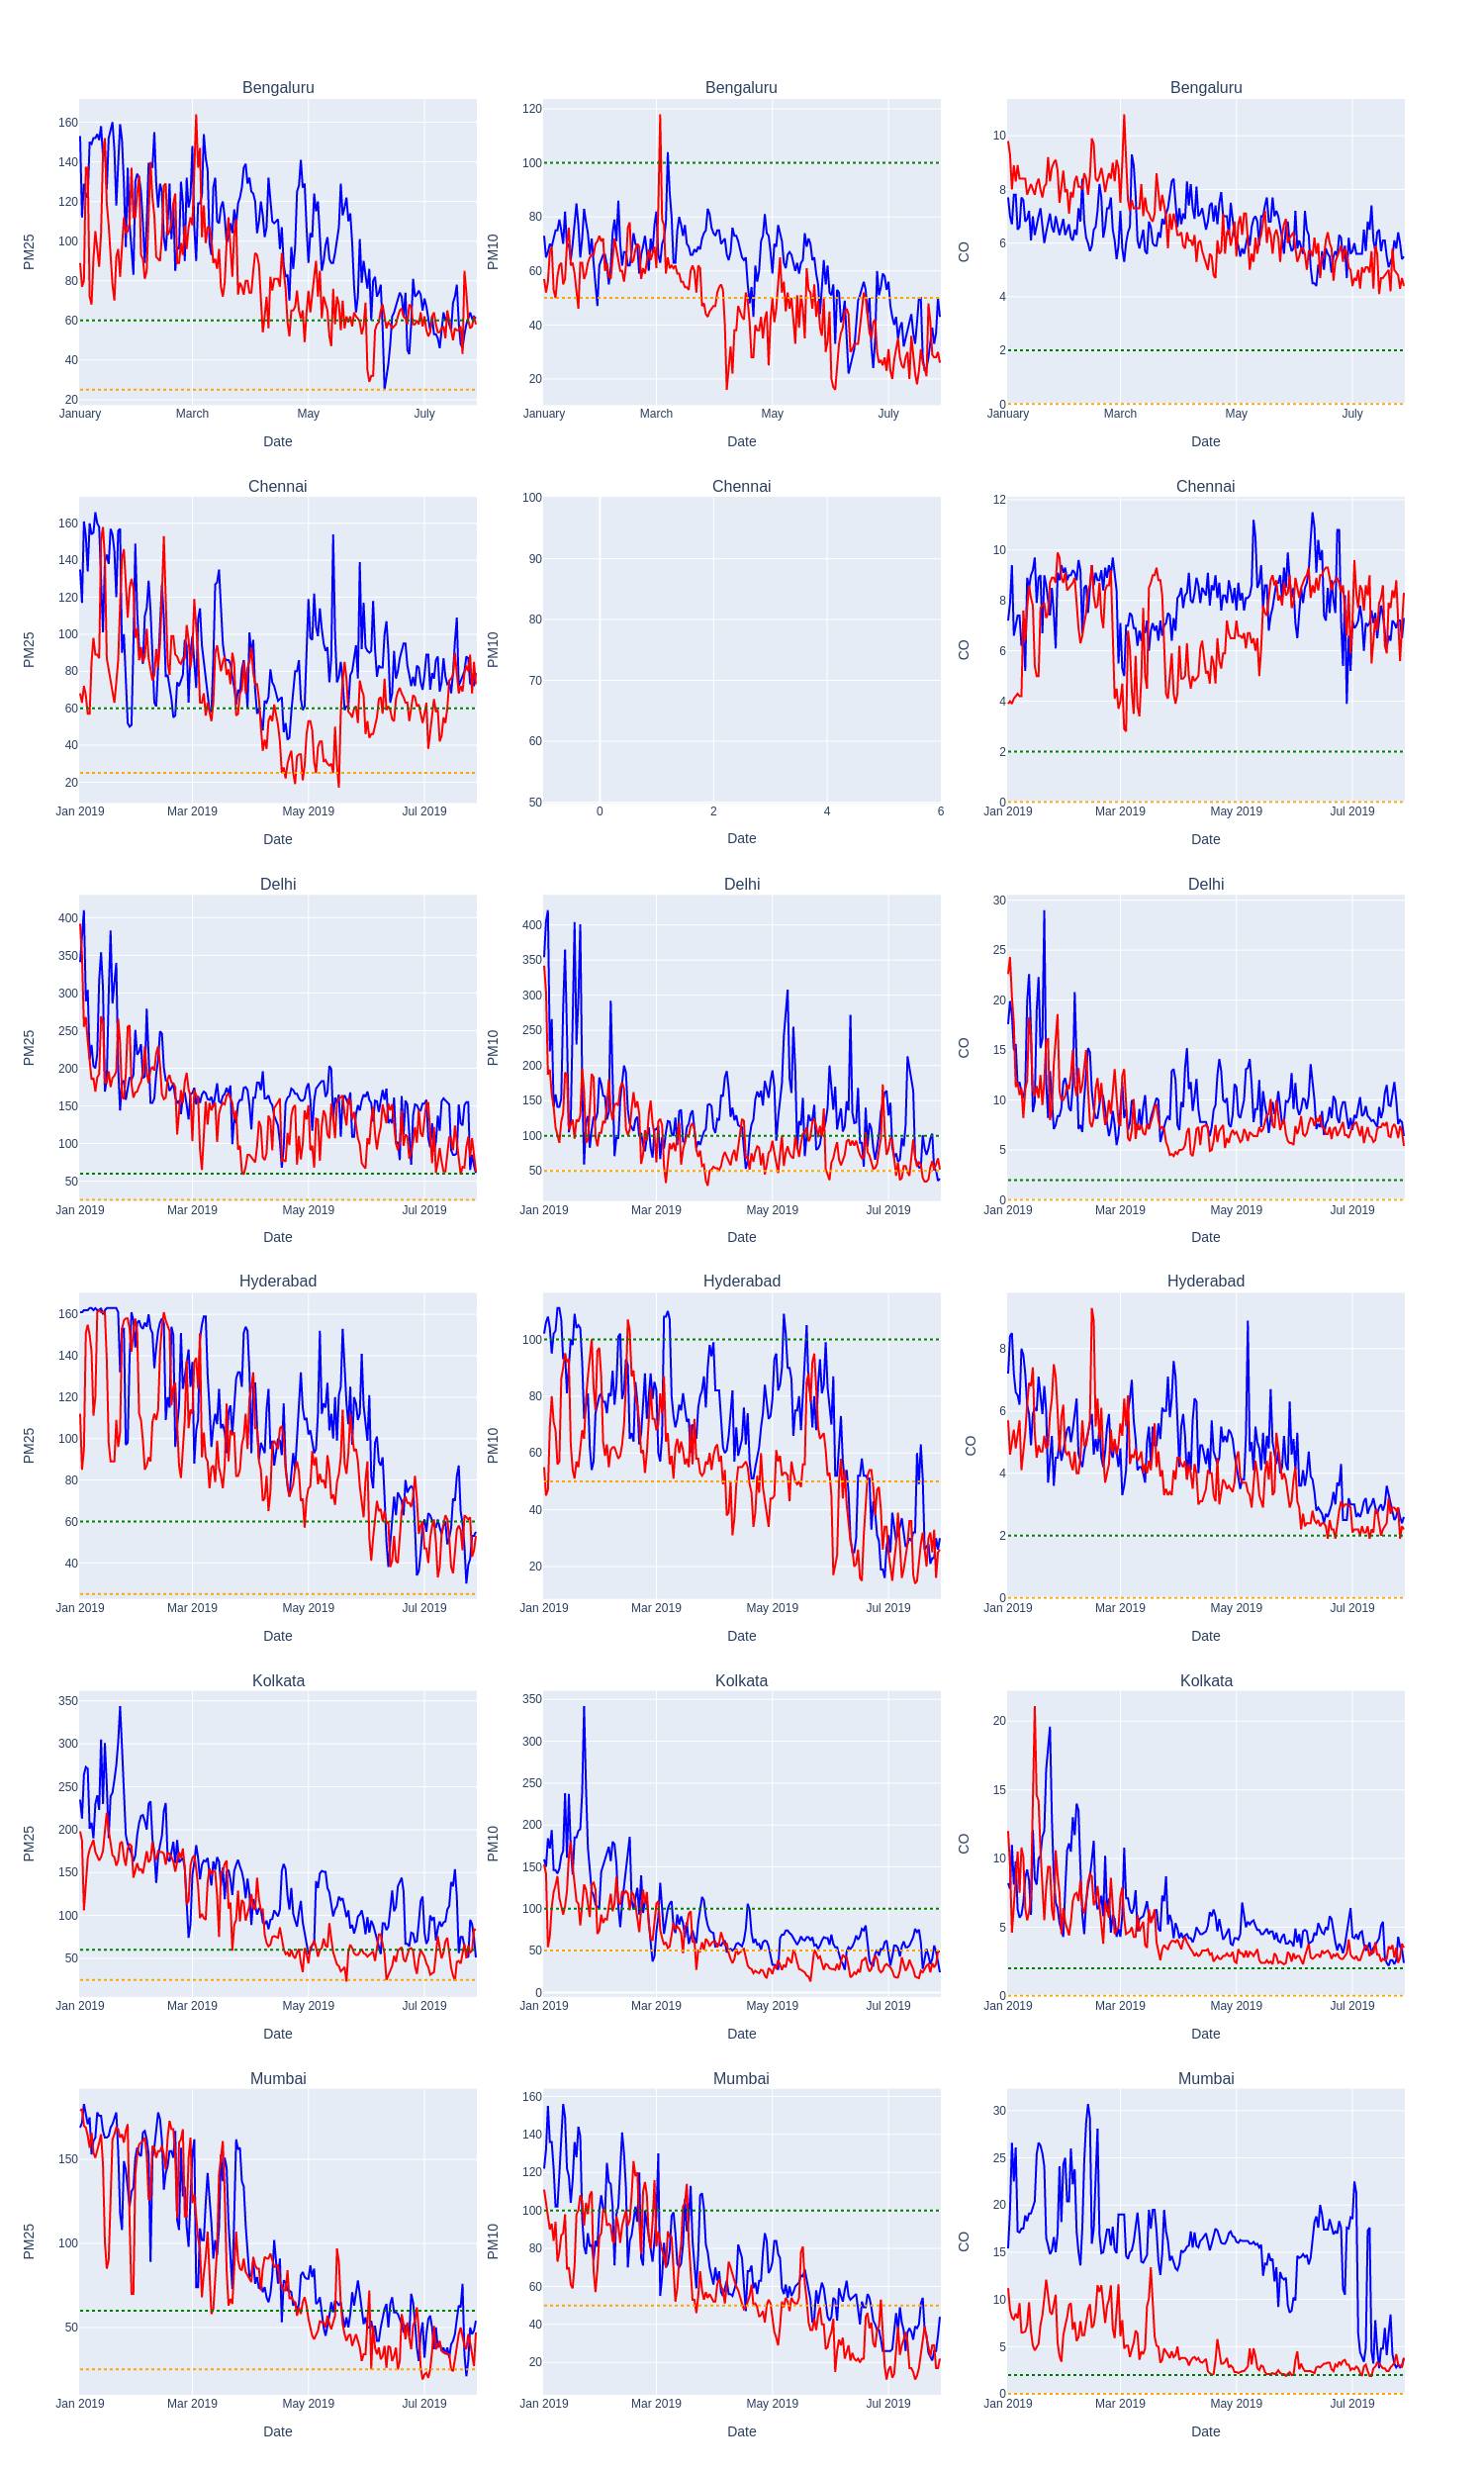 Bengaluru Bengaluru Bengaluru
PM25
160
140
120
100
80
60
40
20
January March May July
Date
PM10
120
100
80
60
40
20
January March May July
Date
CO
10
8
6
4
2
0
January March May July
Date
Chennai Chennai Chennai
PM25
160
140
120
100
80
60
40
20
Jan 2019 Mar 2019 May 2019 Jul 2019
Date
PM10
100
90
80
70
60
50
0 2 4 6
Date
CO
12
10
8
6
4
2
0
Jan 2019 Mar 2019 May 2019 Jul 2019
Date
Delhi Delhi Delhi
PM25
400
350
300
250
200
150
100
50
Jan 2019 Mar 2019 May 2019 Jul 2019
Date
PM10
400
350
300
250
200
150
100
50
Jan 2019 Mar 2019 May 2019 Jul 2019
Date
CO
30
25
20
15
10
5
0
Jan 2019 Mar 2019 May 2019 Jul 2019
Date
Hyderabad Hyderabad Hyderabad
PM25
160
140
120
100
80
60
40
Jan 2019 Mar 2019 May 2019 Jul 2019
Date
PM10
100
80
60
40
20
Jan 2019 Mar 2019 May 2019 Jul 2019
Date
CO
8
6
4
2
0
Jan 2019 Mar 2019 May 2019 Jul 2019
Date
Kolkata Kolkata Kolkata
PM25
350
300
250
200
150
100
50
Jan 2019 Mar 2019 May 2019 Jul 2019
Date
PM10
350
300
250
200
150
100
50
0
Jan 2019 Mar 2019 May 2019 Jul 2019
Date
CO
20
15
10
5
0
Jan 2019 Mar 2019 May 2019 Jul 2019
Date
Mumbai Mumbai Mumbai
PM25
150
100
50
Jan 2019 Mar 2019 May 2019 Jul 2019
Date
PM10
160
140
120
100
80
60
40
20
Jan 2019 Mar 2019 May 2019 Jul 2019
Date
CO
30
25
20
15
10
5
0
Jan 2019 Mar 2019 May 2019 Jul 2019
Date